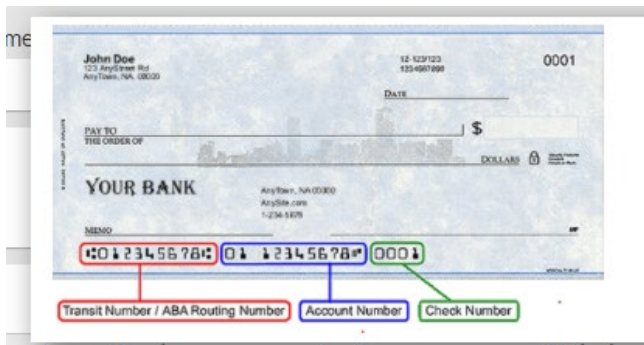 me
John Doe
123 AnyStreet Rd
AnyTown, NA. 00000
12-123/123
1234567890
0001
DATE
PAY TO
THE ORDER OF
$
DOLLARS
YOUR BANK
AnyTown, NA 00000
AnySite.com
1-234-5678
MEMO
⑆012345678⑆ 01 12345678⑈ 0001
Transit Number / ABA Routing Number
Account Number
Check Number